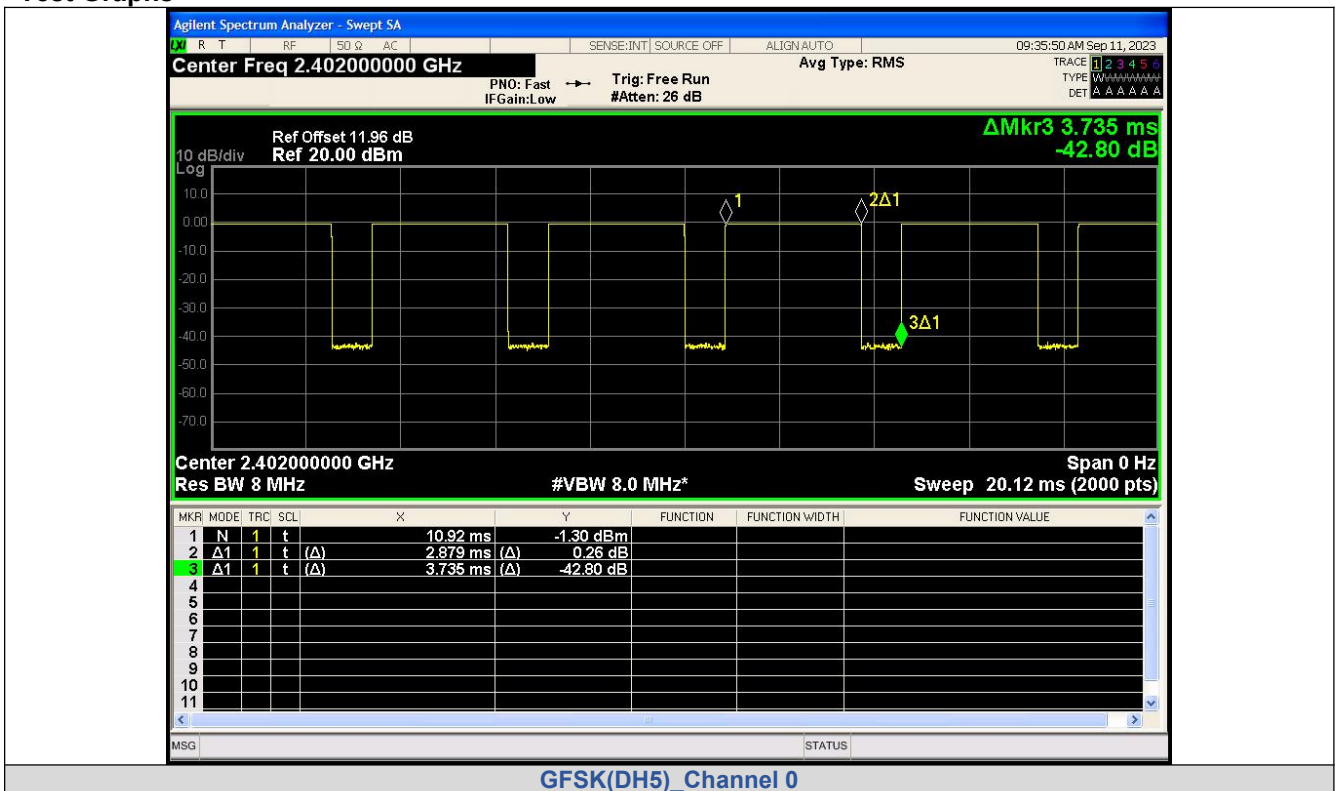 Agilent Spectrum Analyzer - Swept SA
LXI R T RF 50 Ω AC SENSE:INT SOURCE OFF ALIGN AUTO 09:35:50 AM Sep 11, 2023
Center Freq 2.402000000 GHz
PNO: Fast
IFGain:Low
Trig: Free Run
#Atten: 26 dB
Avg Type: RMS
TRACE 1 2 3 4 5 6
TYPE W
DET A A A A A A
ΔMkr3 3.735 ms
-42.80 dB
Ref Offset 11.96 dB
10 dB/div Ref 20.00 dBm
Log
10.0
0.00
-10.0
-20.0
-30.0
-40.0
-50.0
-60.0
-70.0
1
2Δ1
3Δ1
Center 2.402000000 GHz Span 0 Hz
Res BW 8 MHz #VBW 8.0 MHz* Sweep 20.12 ms (2000 pts)
MKR MODE TRC SCL X Y FUNCTION FUNCTION WIDTH FUNCTION VALUE
1 N 1 t 10.92 ms -1.30 dBm
2 Δ1 1 t (Δ) 2.879 ms (Δ) 0.26 dB
3 Δ1 1 t (Δ) 3.735 ms (Δ) -42.80 dB
4
5
6
7
8
9
10
11
MSG STATUS
GFSK(DH5)_Channel 0